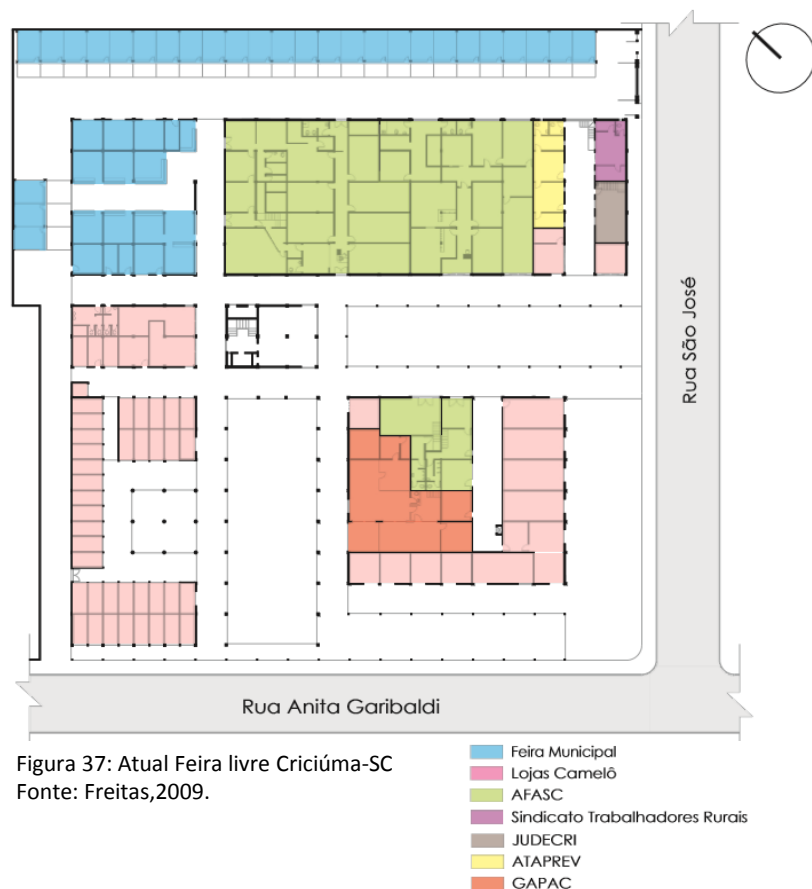 Rua São José
Rua Anita Garibaldi
Figura 37: Atual Feira livre Criciúma-SC
Fonte: Freitas,2009.
Feira Municipal
Lojas Camelô
AFASC
Sindicato Trabalhadores Rurais
JUDECRI
ATAPREV
GAPAC